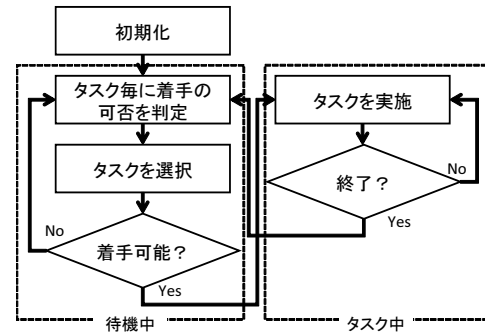 初期化
タスク毎に着手の
可否を判定
タスクを選択
着手可能？
No
Yes
待機中
タスクを実施
終了？
No
Yes
タスク中